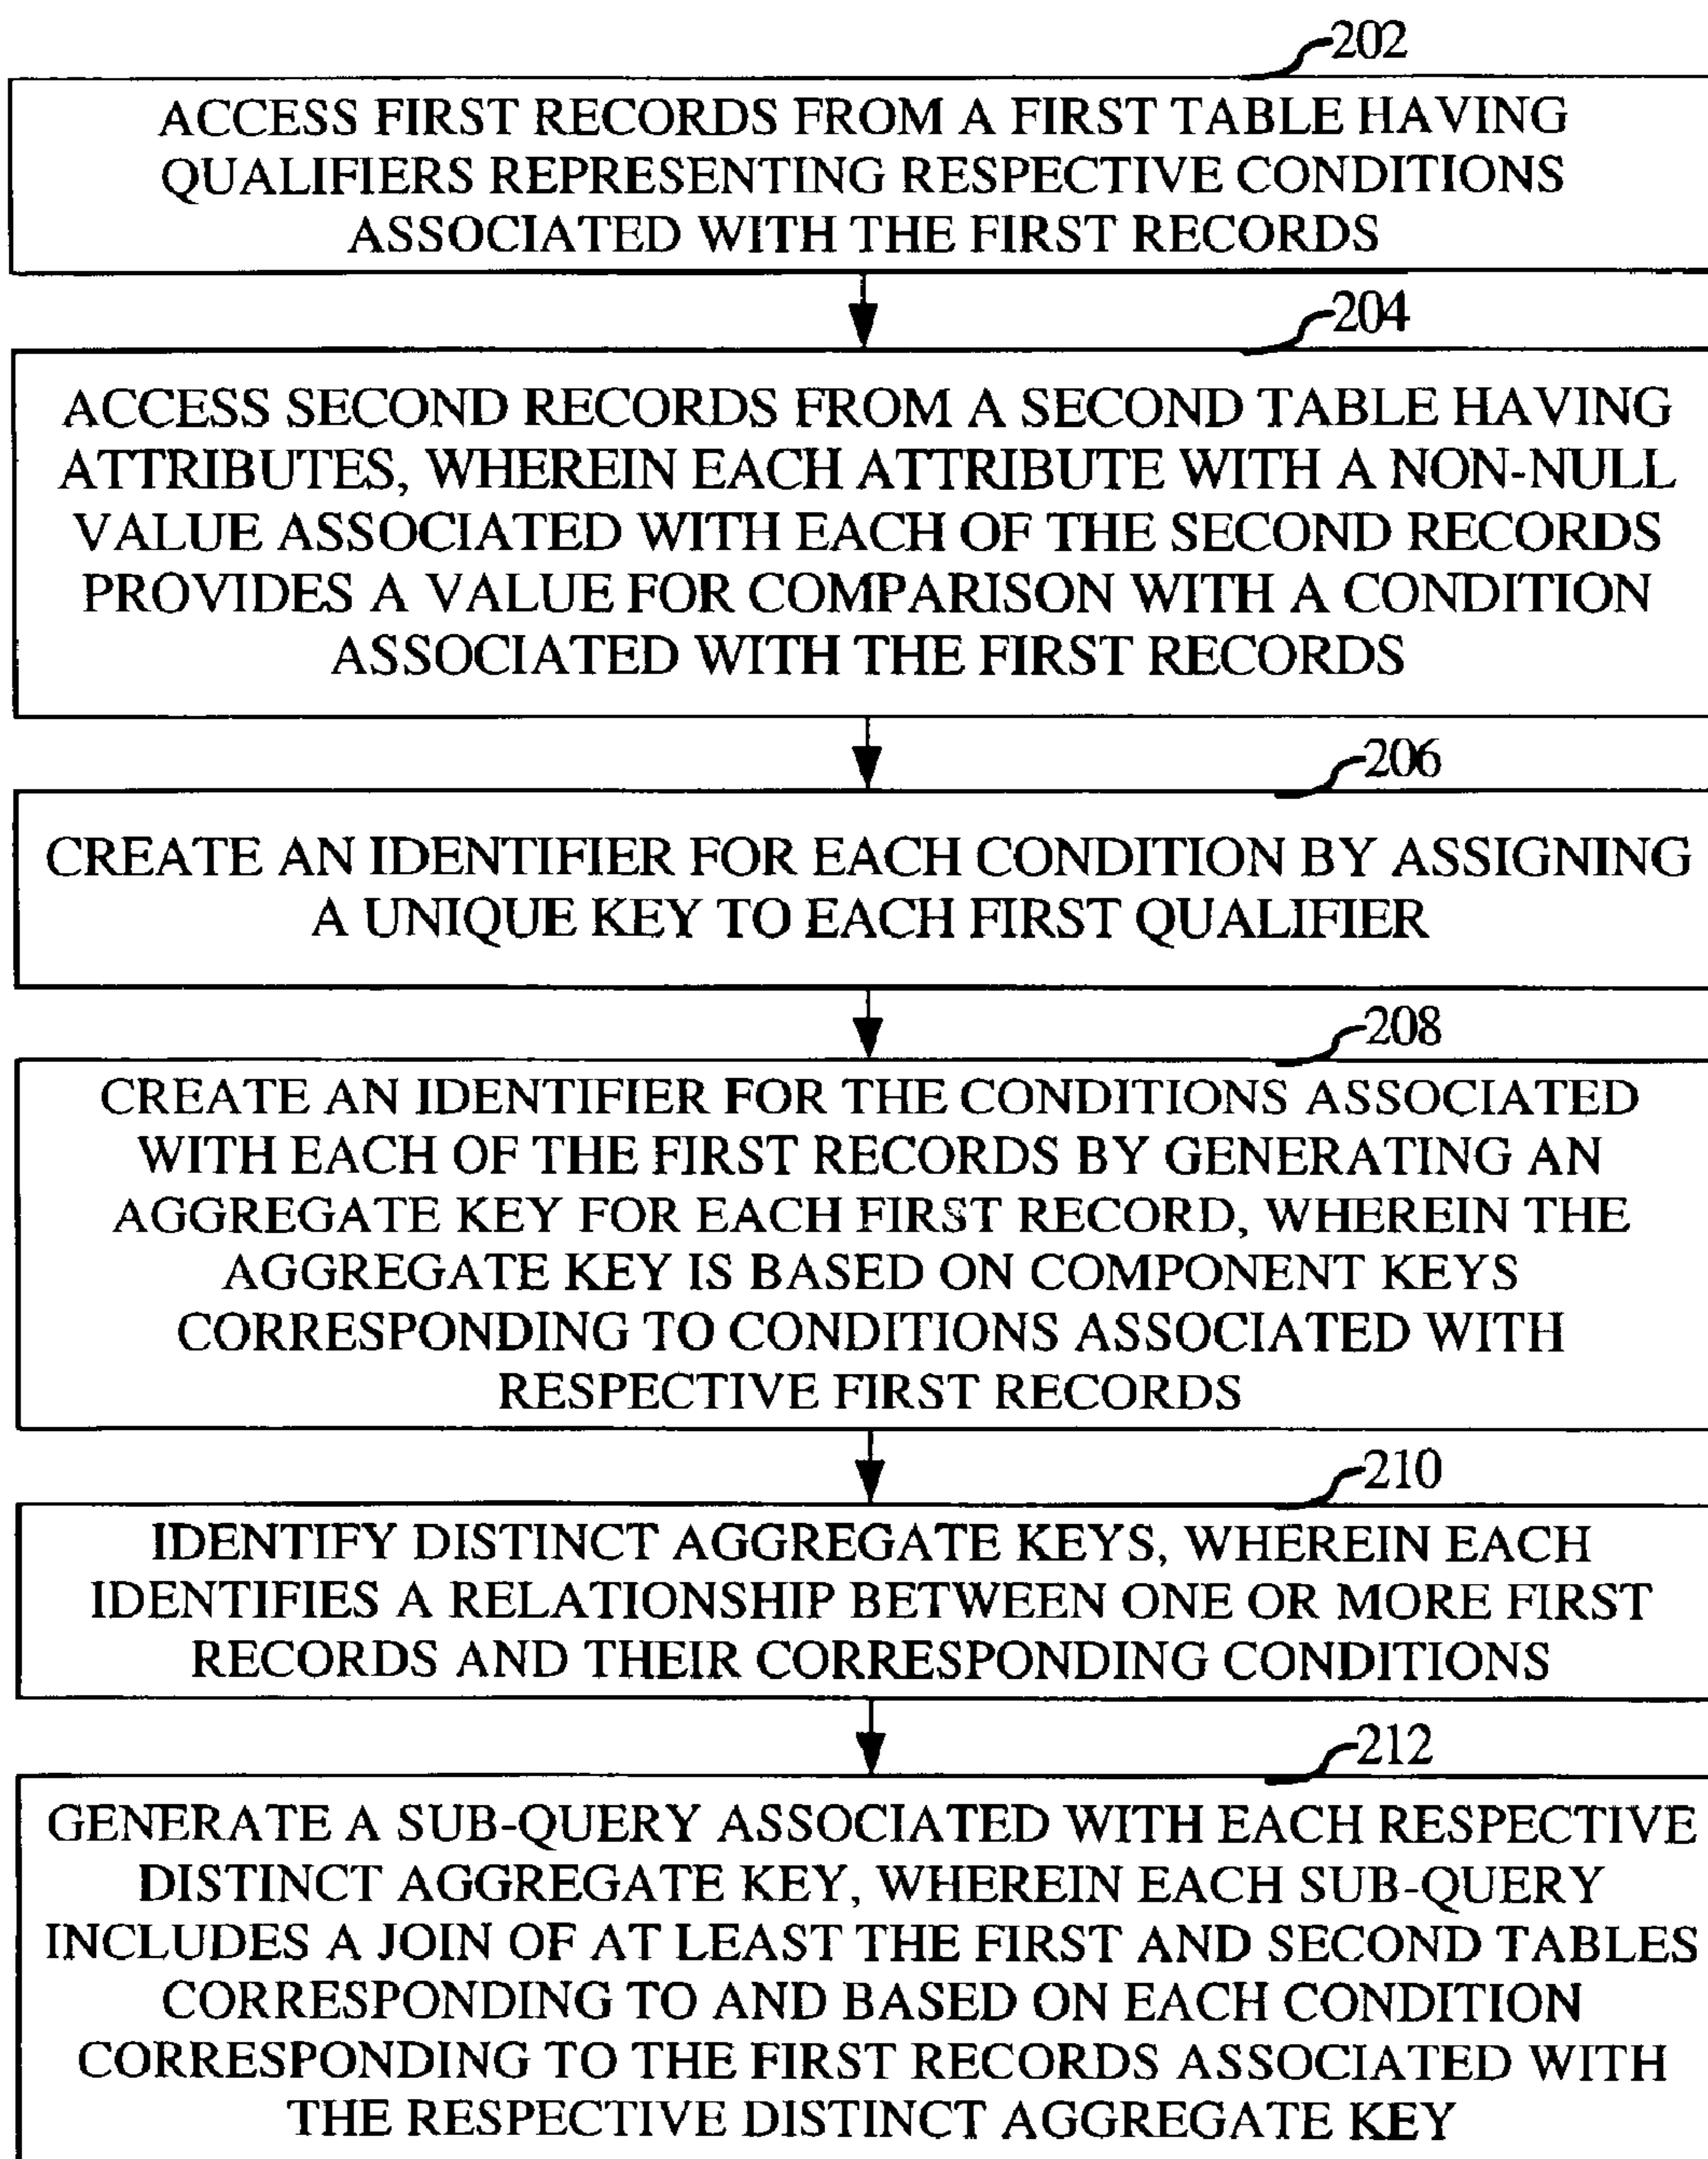 202
ACCESS FIRST RECORDS FROM A FIRST TABLE HAVING
QUALIFIERS REPRESENTING RESPECTIVE CONDITIONS
ASSOCIATED WITH THE FIRST RECORDS
204
ACCESS SECOND RECORDS FROM A SECOND TABLE HAVING
ATTRIBUTES, WHEREIN EACH ATTRIBUTE WITH A NON-NULL
VALUE ASSOCIATED WITH EACH OF THE SECOND RECORDS
PROVIDES A VALUE FOR COMPARISON WITH A CONDITION
ASSOCIATED WITH THE FIRST RECORDS
206
CREATE AN IDENTIFIER FOR EACH CONDITION BY ASSIGNING
A UNIQUE KEY TO EACH FIRST QUALIFIER
208
CREATE AN IDENTIFIER FOR THE CONDITIONS ASSOCIATED
WITH EACH OF THE FIRST RECORDS BY GENERATING AN
AGGREGATE KEY FOR EACH FIRST RECORD, WHEREIN THE
AGGREGATE KEY IS BASED ON COMPONENT KEYS
CORRESPONDING TO CONDITIONS ASSOCIATED WITH
RESPECTIVE FIRST RECORDS
210
IDENTIFY DISTINCT AGGREGATE KEYS, WHEREIN EACH
IDENTIFIES A RELATIONSHIP BETWEEN ONE OR MORE FIRST
RECORDS AND THEIR CORRESPONDING CONDITIONS
212
GENERATE A SUB-QUERY ASSOCIATED WITH EACH RESPECTIVE
DISTINCT AGGREGATE KEY, WHEREIN EACH SUB-QUERY
INCLUDES A JOIN OF AT LEAST THE FIRST AND SECOND TABLES
CORRESPONDING TO AND BASED ON EACH CONDITION
CORRESPONDING TO THE FIRST RECORDS ASSOCIATED WITH
THE RESPECTIVE DISTINCT AGGREGATE KEY